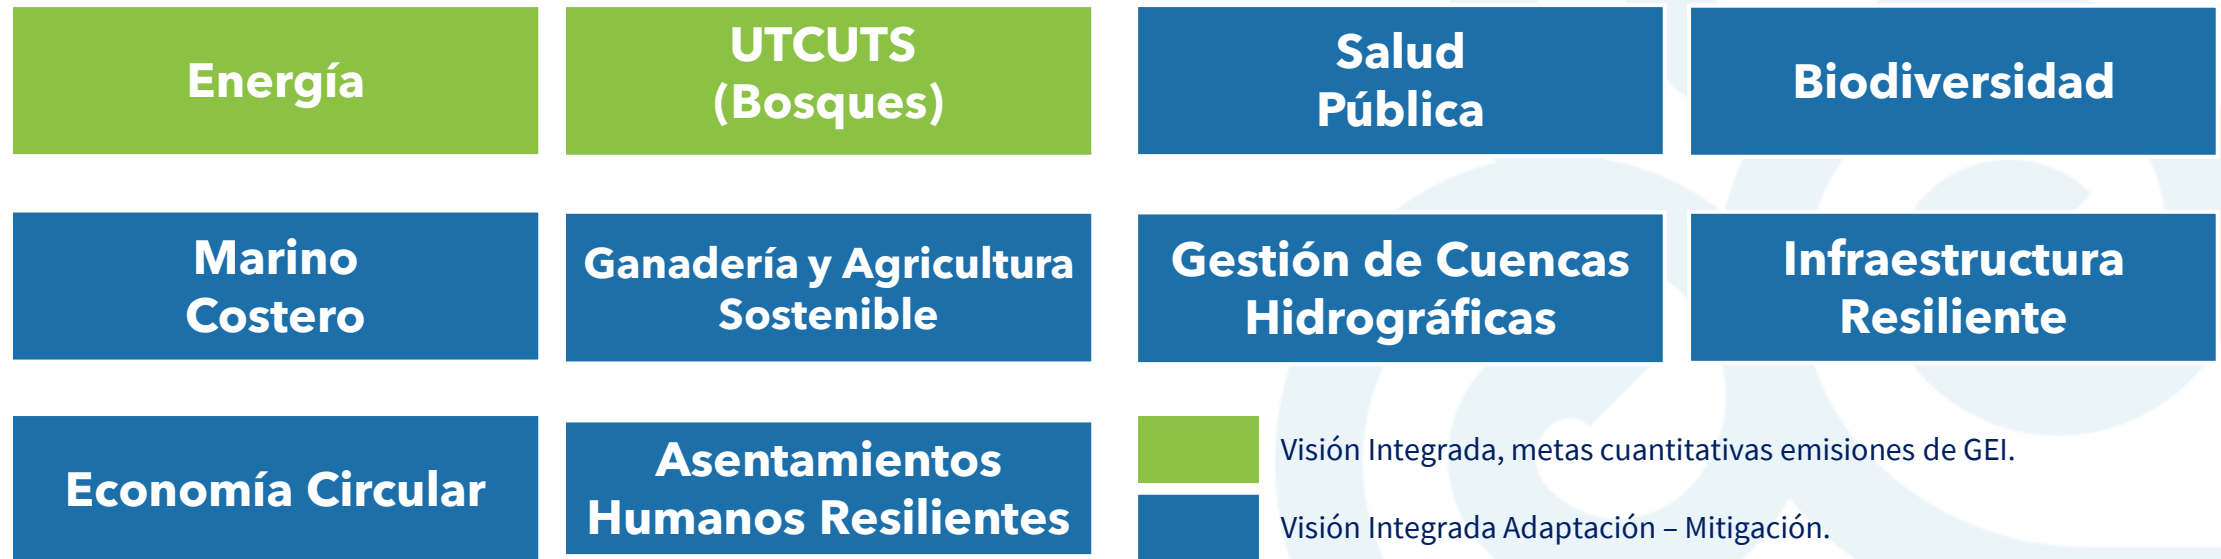 Energía
UTCUTS
(Bosques)
Salud
Pública
Biodiversidad
Marino
Costero
Ganadería y Agricultura
Sostenible
Gestión de Cuencas
Hidrográficas
Infraestructura
Resiliente
Economía Circular
Asentamientos
Humanos Resilientes
Visión Integrada, metas cuantitativas emisiones de GEI.
Visión Integrada Adaptación – Mitigación.